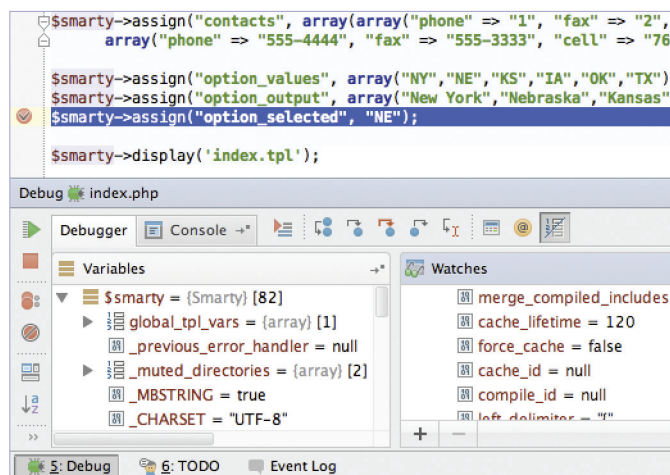 $smarty->assign("contacts", array(array("phone" => "1", "fax" => "2",
array("phone" => "555-4444", "fax" => "555-3333", "cell" => "76
$smarty->assign("option_values", array("NY","NE","KS","IA","OK","TX")
$smarty->assign("option_output", array("New York","Nebraska","Kansas"
$smarty->assign("option_selected", "NE");
$smarty->display('index.tpl');
Debug index.php
Debugger Console
Variables
$smarty = {Smarty} [82]
global_tpl_vars = {array} [1]
_previous_error_handler = null
_muted_directories = {array} [2]
_MBSTRING = true
_CHARSET = "UTF-8"
Watches
merge_compiled_includes
cache_lifetime = 120
force_cache = false
cache_id = null
compile_id = null
left_delimiter = "{"
5: Debug 6: TODO Event Log